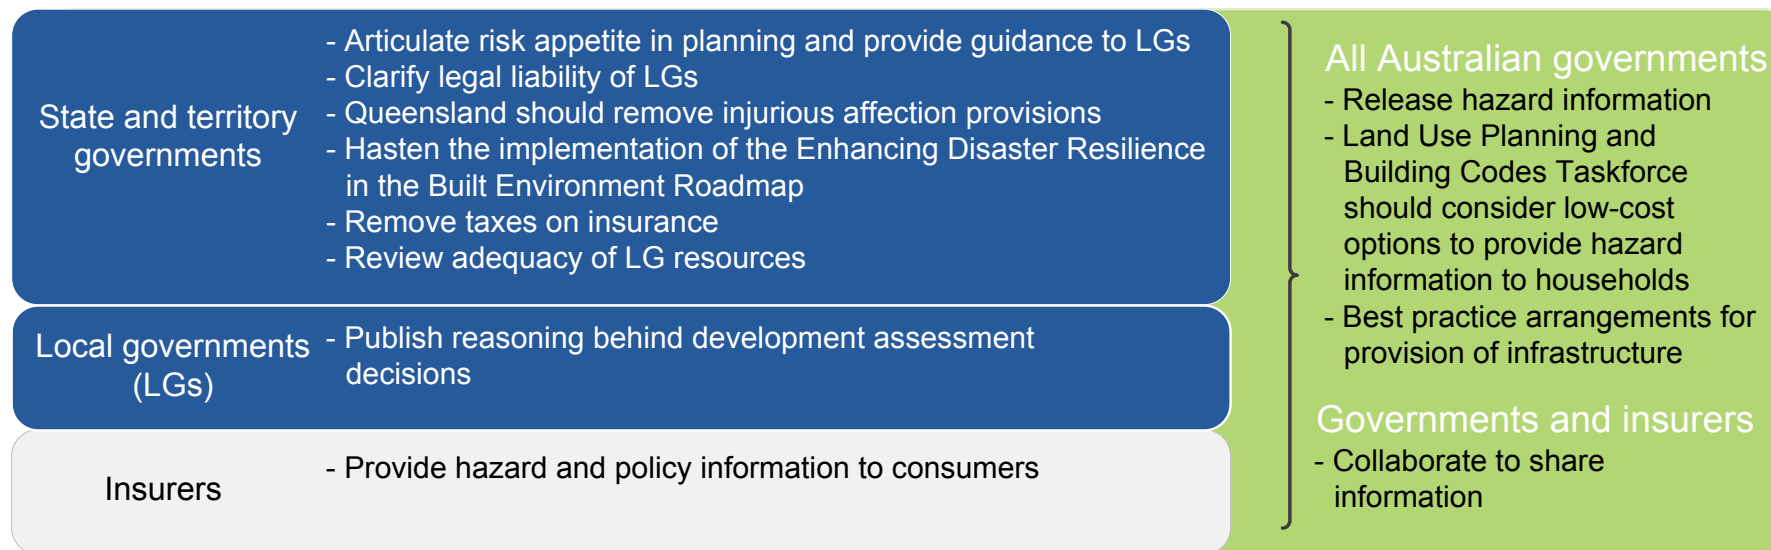 State and territory
governments
- Articulate risk appetite in planning and provide guidance to LGs
- Clarify legal liability of LGs
- Queensland should remove injurious affection provisions
- Hasten the implementation of the Enhancing Disaster Resilience
in the Built Environment Roadmap
- Remove taxes on insurance
- Review adequacy of LG resources
Local governments
(LGs)
- Publish reasoning behind development assessment
decisions
Insurers
- Provide hazard and policy information to consumers
All Australian governments
- Release hazard information
- Land Use Planning and
Building Codes Taskforce
should consider low-cost
options to provide hazard
information to households
- Best practice arrangements for
provision of infrastructure
Governments and insurers
- Collaborate to share
information